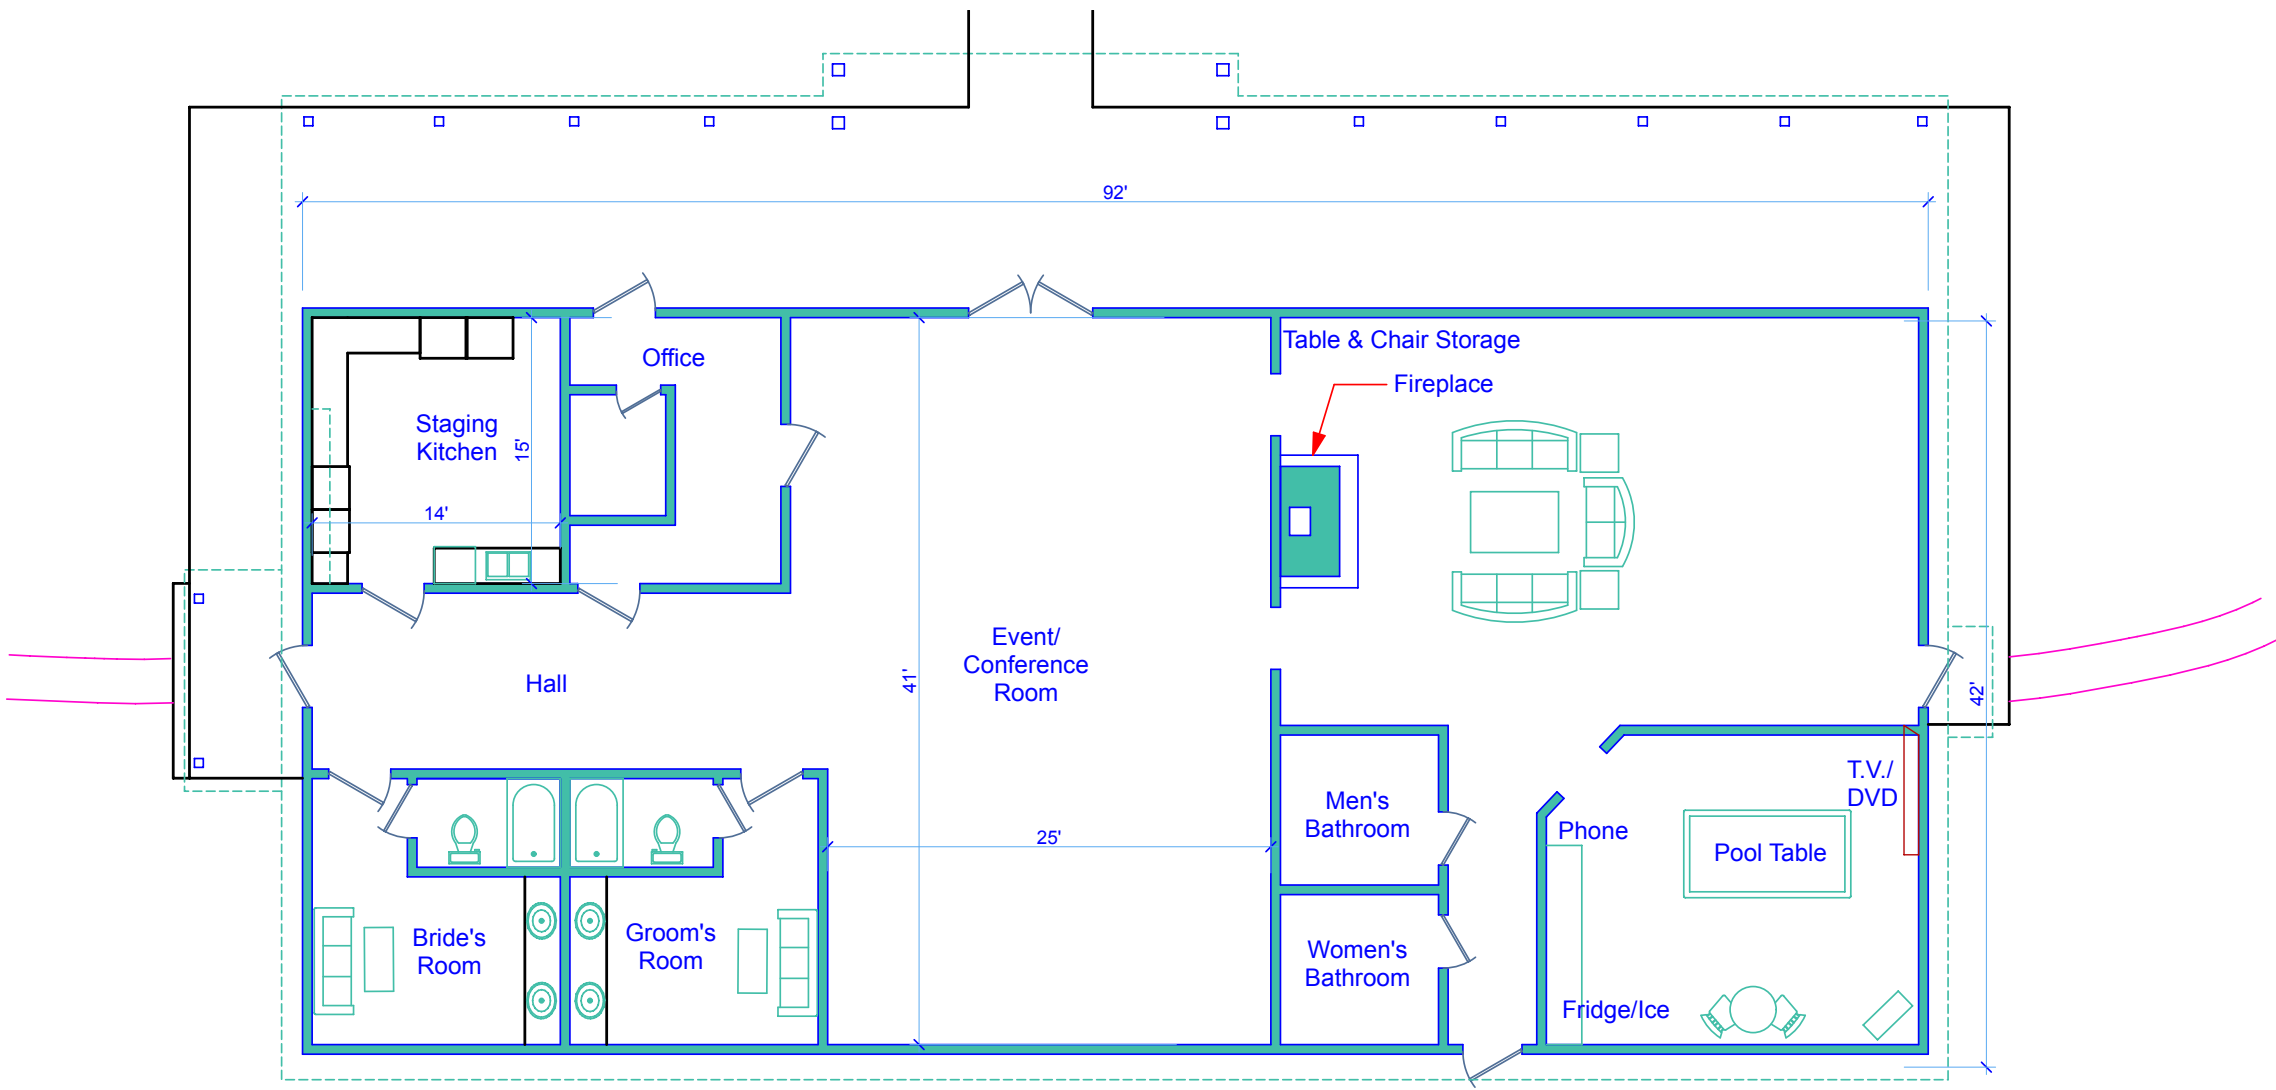 92'
Office
Table & Chair Storage
Fireplace
Staging
Kitchen
15'
14'
Event/
Conference
Room
Hall
41'
42'
T.V./
DVD
Men's
Bathroom
Phone
Pool Table
25'
Bride's
Room
Groom's
Room
Women's
Bathroom
Fridge/Ice